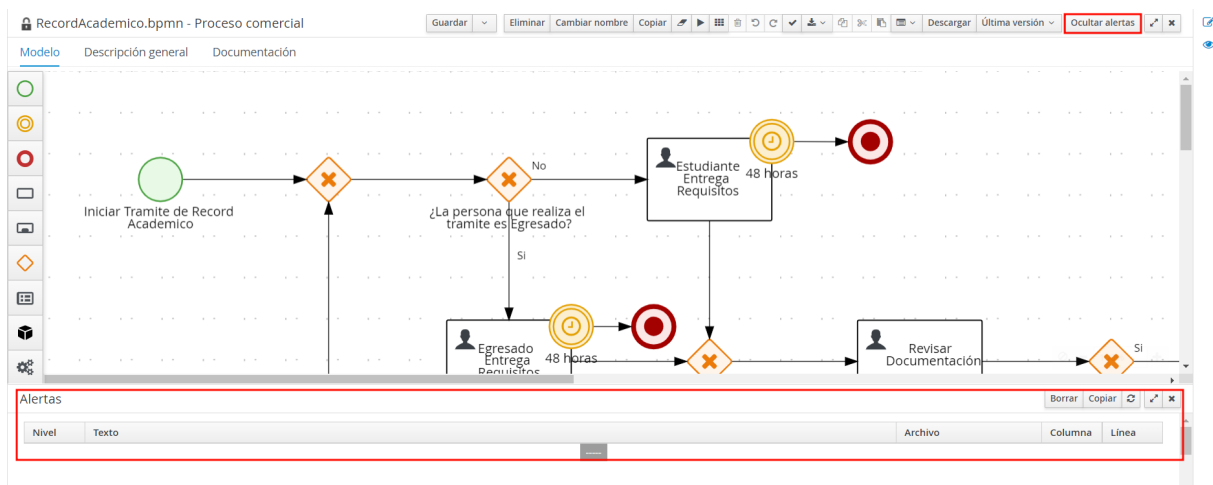 RecordAcademico.bpmn - Proceso comercial
Guardar Eliminar Cambiar nombre Copiar Descargar Última versión Ocultar alertas
Modelo Descripción general Documentación
No
Estudiante
Entrega
Requisitos
48 horas
Iniciar Tramite de Record
Academico
¿La persona que realiza el
tramite es Egresado?
Si
Egresado
Entrega
Requisitos
48 horas
Revisar
Documentación
Si
Alertas
Borrar Copiar
Nivel Texto Archivo Columna Línea